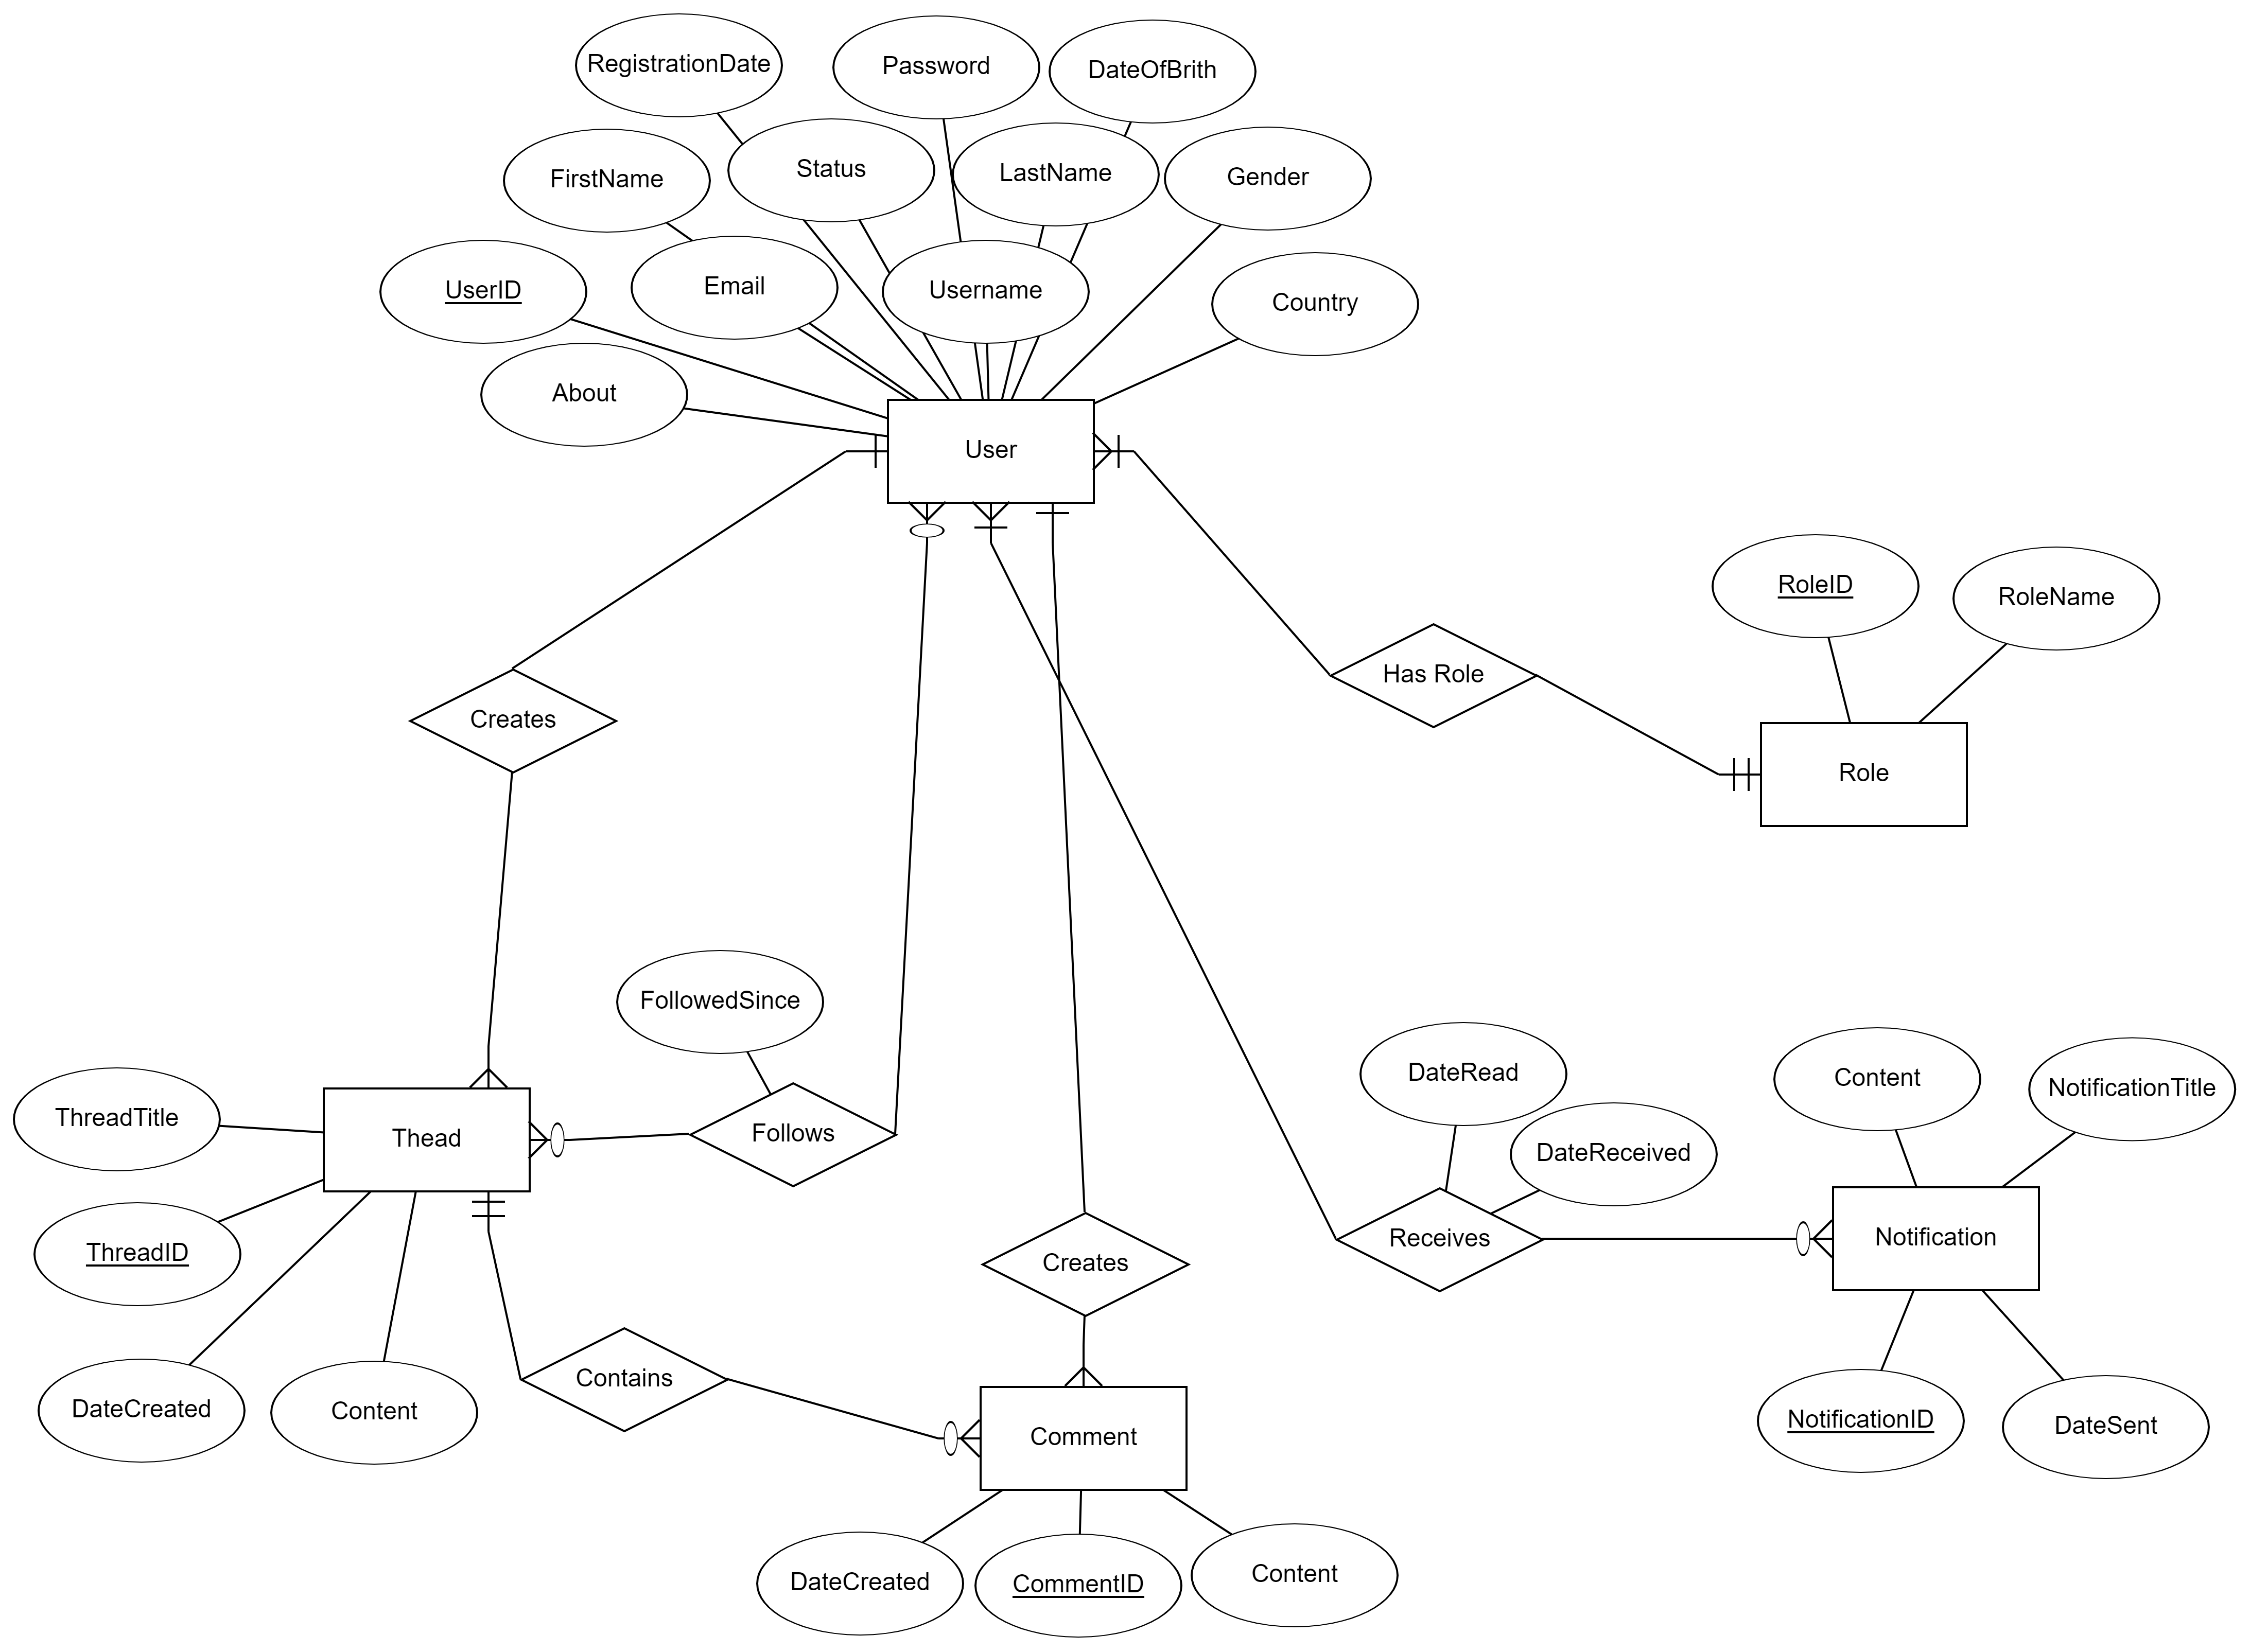 RegistrationDate
Password
DateOfBrith
Status
LastName
FirstName
Gender
UserID
Email
Username
Country
About
User
RoleID
RoleName
Has Role
Creates
Role
FollowedSince
DateRead
Content
NotificationTitle
ThreadTitle
Thead
Follows
DateReceived
Receives
Notification
ThreadID
Creates
Contains
DateCreated
Content
Comment
NotificationID
DateSent
DateCreated
CommentID
Content